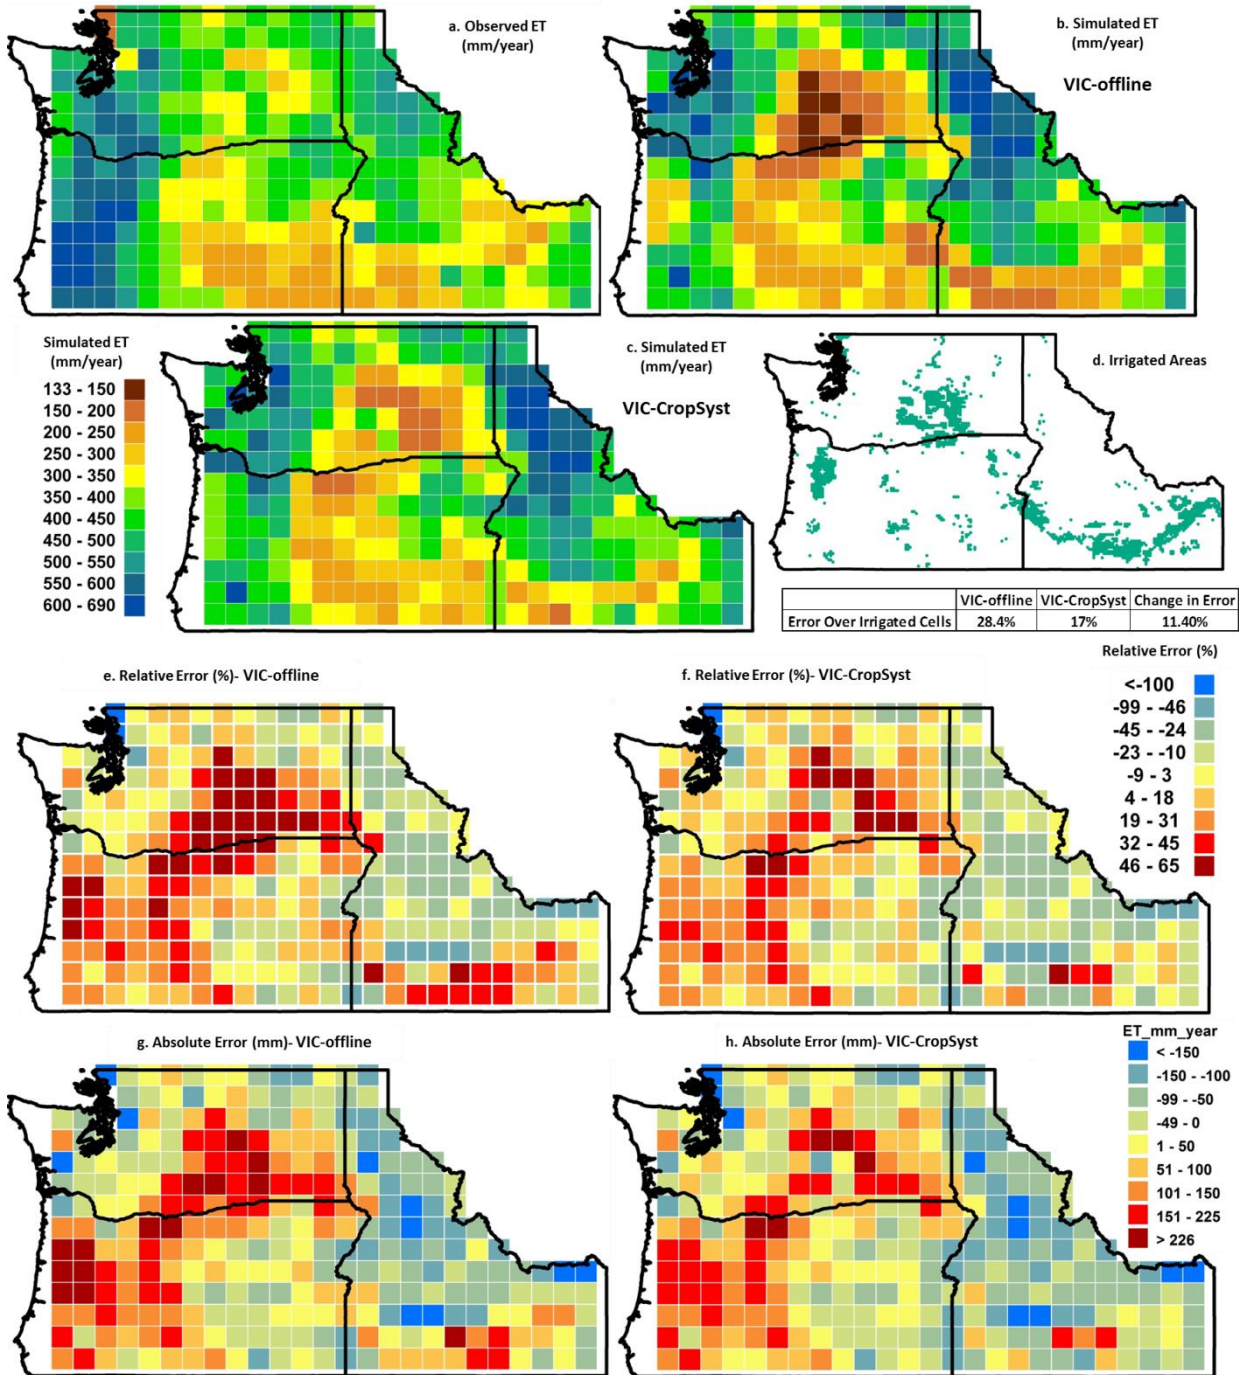 a. Observed ET
(mm/year)
b. Simulated ET
(mm/year)
VIC-offline
Simulated ET
(mm/year)
133 - 150
150 - 200
200 - 250
250 - 300
300 - 350
350 - 400
400 - 450
450 - 500
500 - 550
550 - 600
600 - 690
c. Simulated ET
(mm/year)
VIC-CropSyst
d. Irrigated Areas
VIC-offline VIC-CropSyst Change in Error
Error Over Irrigated Cells 28.4% 17% 11.40%
e. Relative Error (%)- VIC-offline
f. Relative Error (%)- VIC-CropSyst
Relative Error (%)
<-100
-99 - -46
-45 - -24
-23 - -10
-9 - 3
4 - 18
19 - 31
32 - 45
46 - 65
g. Absolute Error (mm)- VIC-offline
h. Absolute Error (mm)- VIC-CropSyst
ET_mm_year
< -150
-150 - -100
-99 - -50
-49 - 0
1 - 50
51 - 100
101 - 150
151 - 225
> 226